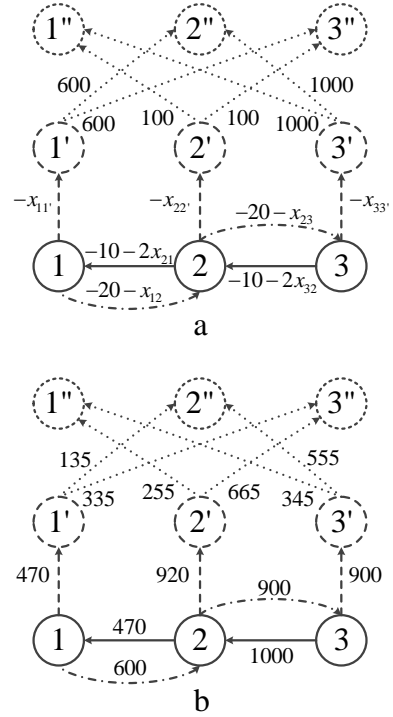 1'' 2'' 3''
600 1000
600 100 100 1000
1' 2' 3'
−x₁₁' −x₂₂' −20−x₂₃ −x₃₃'
−10−2x₂₁
1 2 3
−20−x₁₂ −10−2x₃₂
a
1'' 2'' 3''
135 555
335 255 665 345
1' 2' 3'
470 920 900 900
470
1 2 3
600 1000
b